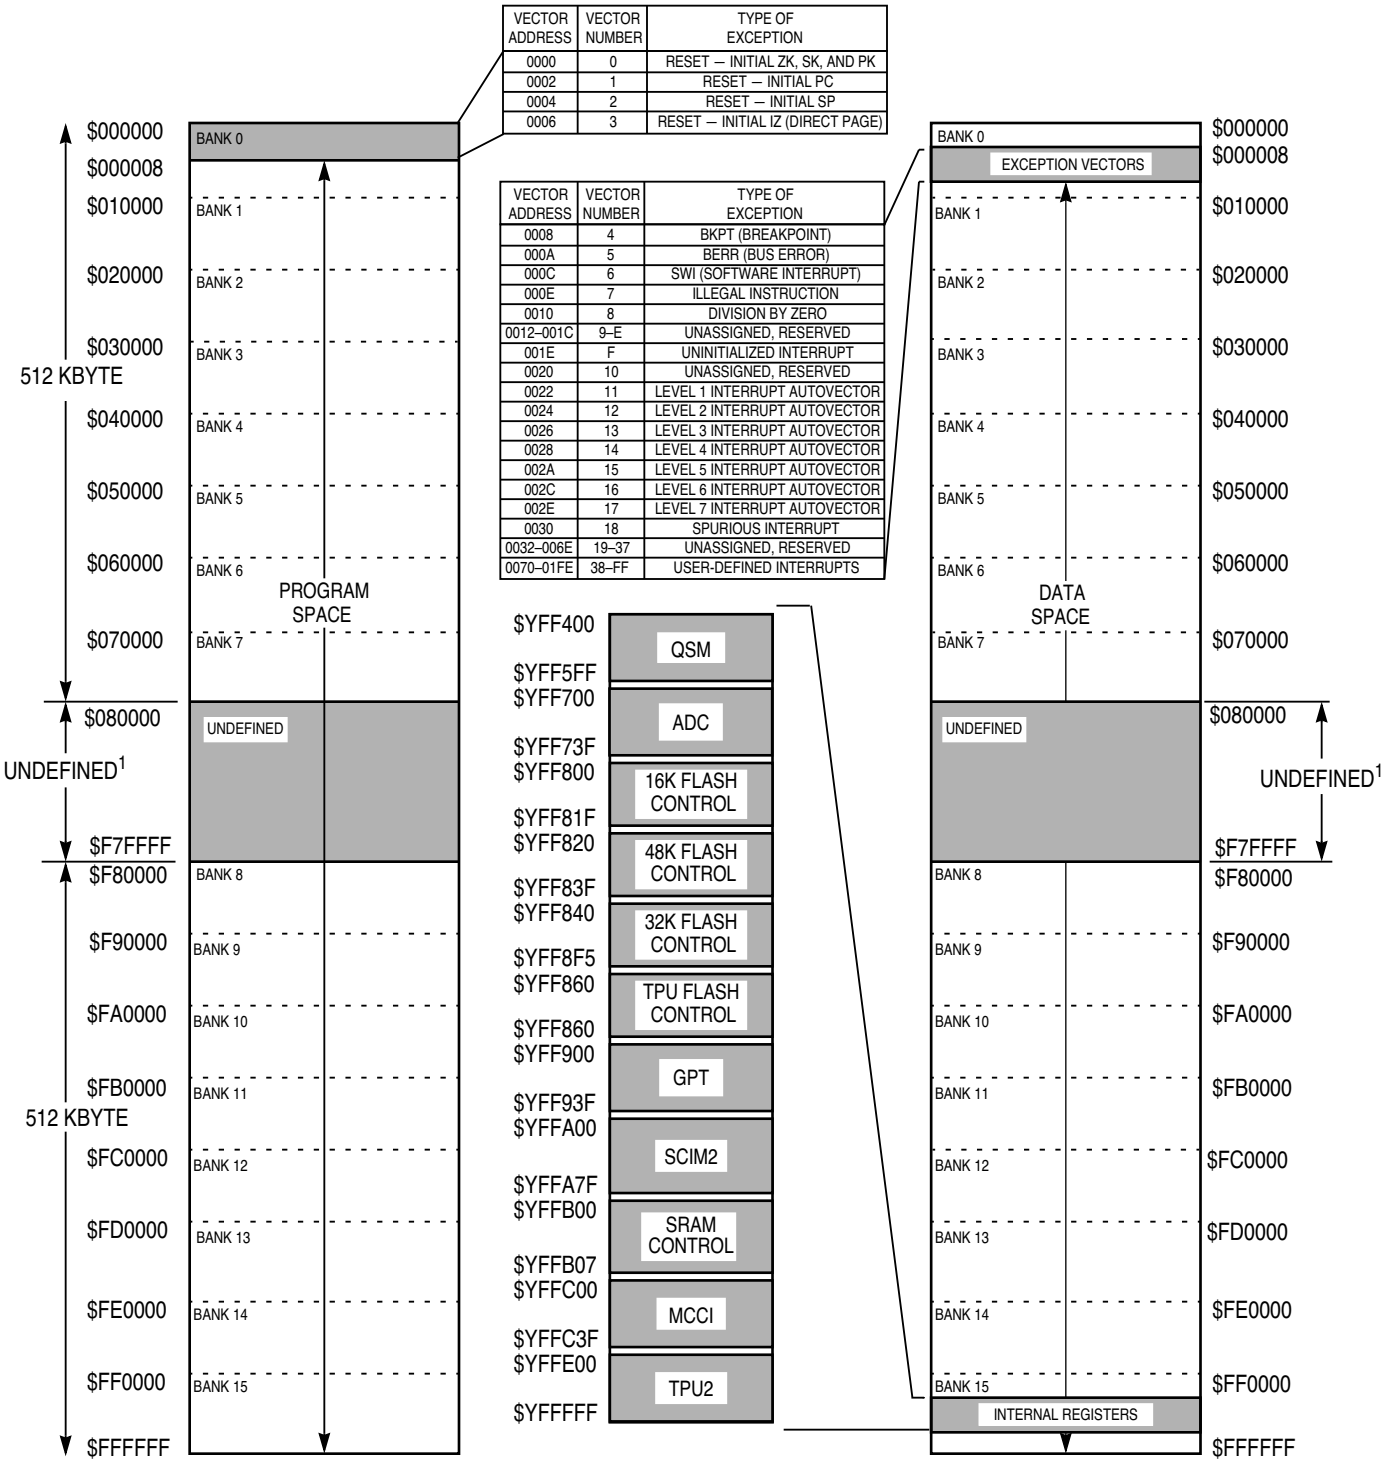 VECTOR ADDRESS VECTOR NUMBER TYPE OF EXCEPTION
0000 0 RESET — INITIAL ZK, SK, AND PK
0002 1 RESET — INITIAL PC
0004 2 RESET — INITIAL SP
0006 3 RESET — INITIAL IZ (DIRECT PAGE)
VECTOR ADDRESS VECTOR NUMBER TYPE OF EXCEPTION
0008 4 BKPT (BREAKPOINT)
000A 5 BERR (BUS ERROR)
000C 6 SWI (SOFTWARE INTERRUPT)
000E 7 ILLEGAL INSTRUCTION
0010 8 DIVISION BY ZERO
0012–001C 9–E UNASSIGNED, RESERVED
001E F UNINITIALIZED INTERRUPT
0020 10 UNASSIGNED, RESERVED
0022 11 LEVEL 1 INTERRUPT AUTOVECTOR
0024 12 LEVEL 2 INTERRUPT AUTOVECTOR
0026 13 LEVEL 3 INTERRUPT AUTOVECTOR
0028 14 LEVEL 4 INTERRUPT AUTOVECTOR
002A 15 LEVEL 5 INTERRUPT AUTOVECTOR
002C 16 LEVEL 6 INTERRUPT AUTOVECTOR
002E 17 LEVEL 7 INTERRUPT AUTOVECTOR
0030 18 SPURIOUS INTERRUPT
0032–006E 19–37 UNASSIGNED, RESERVED
0070–01FE 38–FF USER-DEFINED INTERRUPTS
$000000
BANK 0
$000008
$010000
BANK 1
$020000
BANK 2
$030000
BANK 3
512 KBYTE
$040000
BANK 4
$050000
BANK 5
$060000
BANK 6
PROGRAM
SPACE
$070000
BANK 7
$080000
UNDEFINED
UNDEFINED1
$F7FFFF
$F80000
BANK 8
$F90000
BANK 9
$FA0000
BANK 10
$FB0000
BANK 11
512 KBYTE
$FC0000
BANK 12
$FD0000
BANK 13
$FE0000
BANK 14
$FF0000
BANK 15
$FFFFFF
$YFF400
QSM
$YFF5FF
$YFF700
ADC
$YFF73F
$YFF800
16K FLASH
CONTROL
$YFF81F
$YFF820
48K FLASH
CONTROL
$YFF83F
$YFF840
32K FLASH
CONTROL
$YFF8F5
$YFF860
TPU FLASH
CONTROL
$YFF860
$YFF900
GPT
$YFF93F
$YFFA00
SCIM2
$YFFA7F
$YFFB00
SRAM
CONTROL
$YFFB07
$YFFC00
MCCI
$YFFC3F
$YFFE00
TPU2
$YFFFFF
BANK 0
$000000
EXCEPTION VECTORS
$000008
BANK 1
$010000
BANK 2
$020000
BANK 3
$030000
BANK 4
$040000
BANK 5
$050000
BANK 6
$060000
DATA
SPACE
BANK 7
$070000
UNDEFINED
$080000
UNDEFINED1
$F7FFFF
BANK 8
$F80000
BANK 9
$F90000
BANK 10
$FA0000
BANK 11
$FB0000
BANK 12
$FC0000
BANK 13
$FD0000
BANK 14
$FE0000
BANK 15
$FF0000
INTERNAL REGISTERS
$FFFFFF